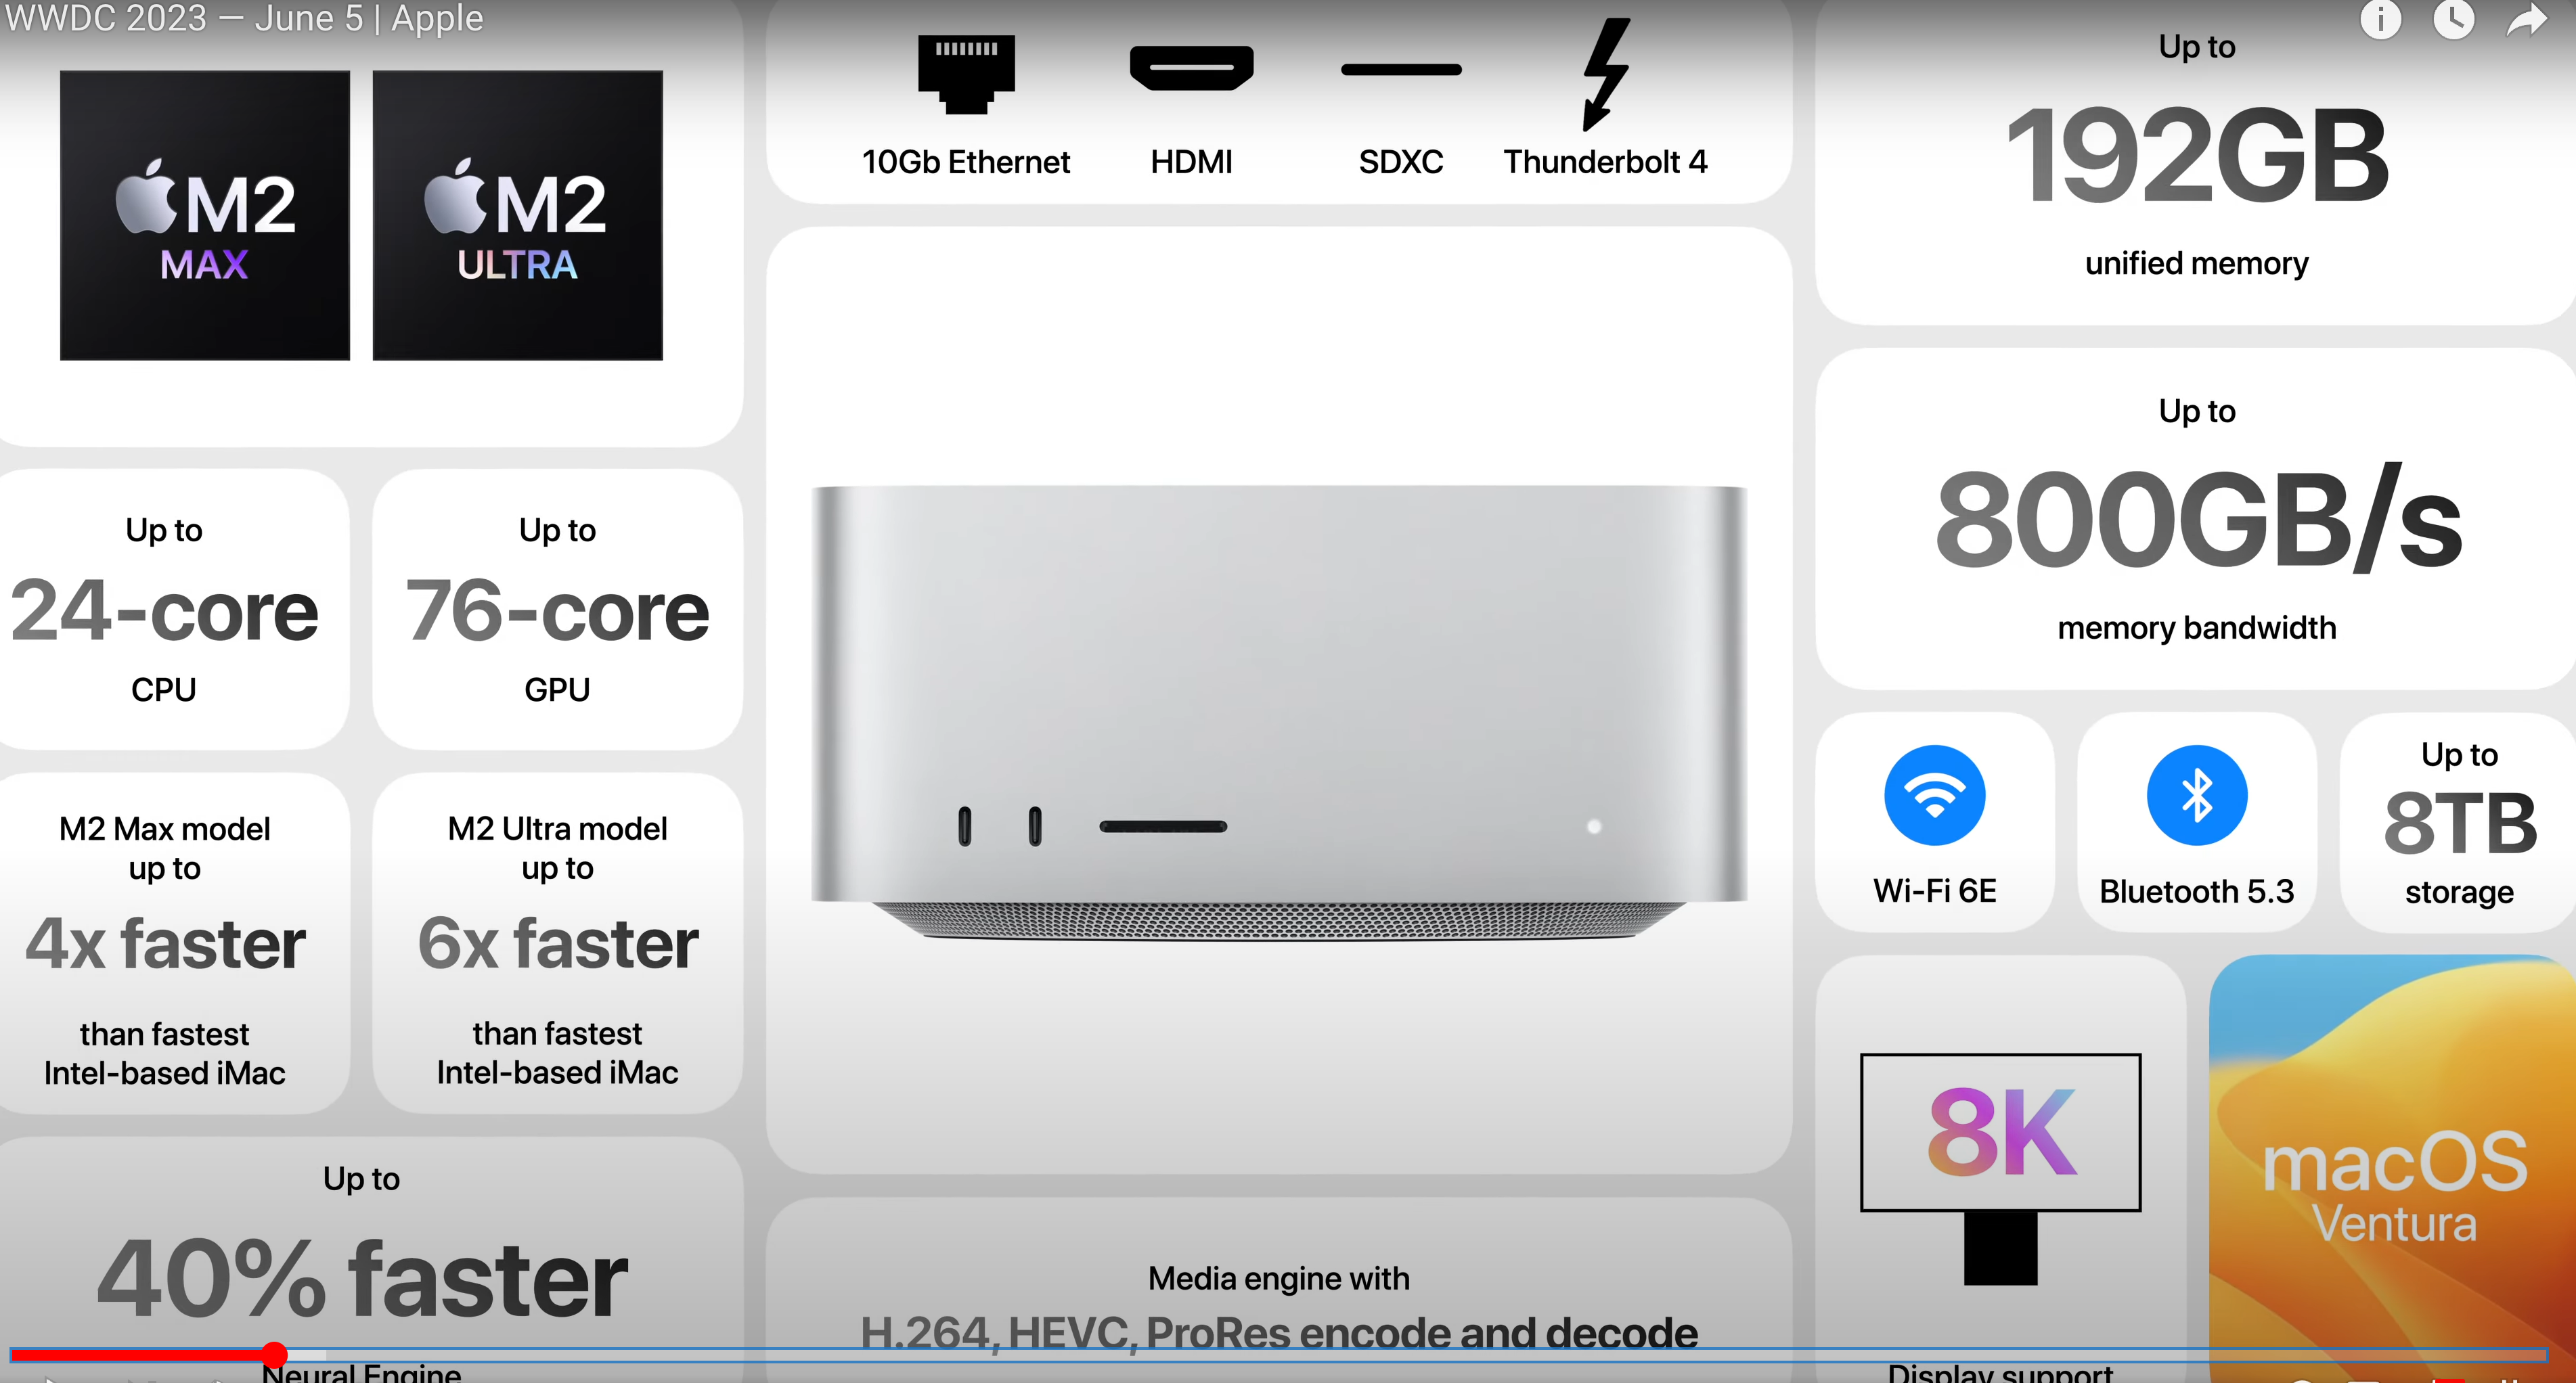 WWDC 2023 — June 5 | Apple
M2
MAX
M2
ULTRA
10Gb Ethernet
HDMI
SDXC
Thunderbolt 4
Up to
192GB
unified memory
Up to
800GB/s
memory bandwidth
Up to
24-core
CPU
Up to
76-core
GPU
M2 Max model
up to
4x faster
than fastest
Intel-based iMac
M2 Ultra model
up to
6x faster
than fastest
Intel-based iMac
Wi-Fi 6E
Bluetooth 5.3
Up to
8TB
storage
Up to
40% faster
Neural Engine
Media engine with
H.264, HEVC, ProRes encode and decode
8K
Display support
macOS
Ventura